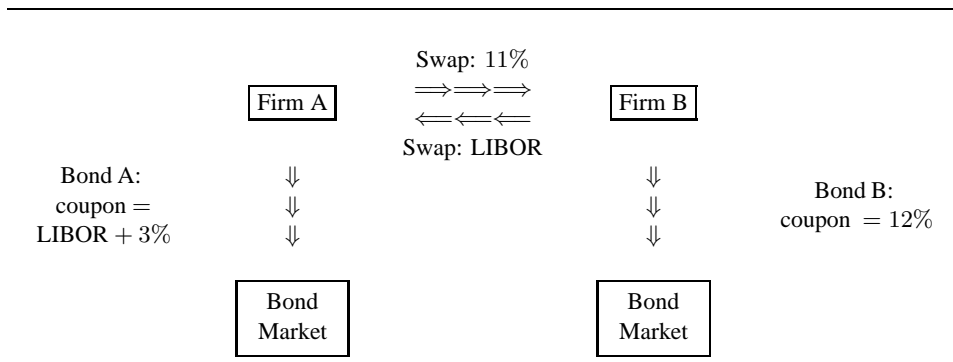 Swap: 11%
⟹⟹⟹
Firm A
Firm B
⟸⟸⟸
Swap: LIBOR
Bond A:
coupon =
LIBOR + 3%
⇓
⇓
⇓
⇓
⇓
⇓
Bond B:
coupon = 12%
Bond
Market
Bond
Market